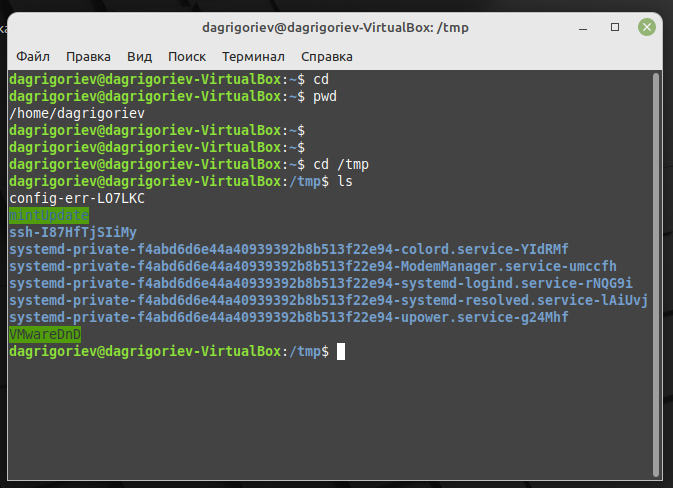 dagrigoriev@dagrigoriev-VirtualBox: /tmp
Файл Правка Вид Поиск Терминал Справка
dagrigoriev@dagrigoriev-VirtualBox:~$ cd
dagrigoriev@dagrigoriev-VirtualBox:~$ pwd
/home/dagrigoriev
dagrigoriev@dagrigoriev-VirtualBox:~$
dagrigoriev@dagrigoriev-VirtualBox:~$
dagrigoriev@dagrigoriev-VirtualBox:~$ cd /tmp
dagrigoriev@dagrigoriev-VirtualBox:/tmp$ ls
config-err-LO7LKC
mintUpdate
ssh-I87HfTjSIiMy
systemd-private-f4abd6d6e44a40939392b8b513f22e94-colord.service-YIdRMf
systemd-private-f4abd6d6e44a40939392b8b513f22e94-ModemManager.service-umccfh
systemd-private-f4abd6d6e44a40939392b8b513f22e94-systemd-logind.service-rNQG9i
systemd-private-f4abd6d6e44a40939392b8b513f22e94-systemd-resolved.service-lAiUvj
systemd-private-f4abd6d6e44a40939392b8b513f22e94-upower.service-g24Mhf
VMwareDnD
dagrigoriev@dagrigoriev-VirtualBox:/tmp$